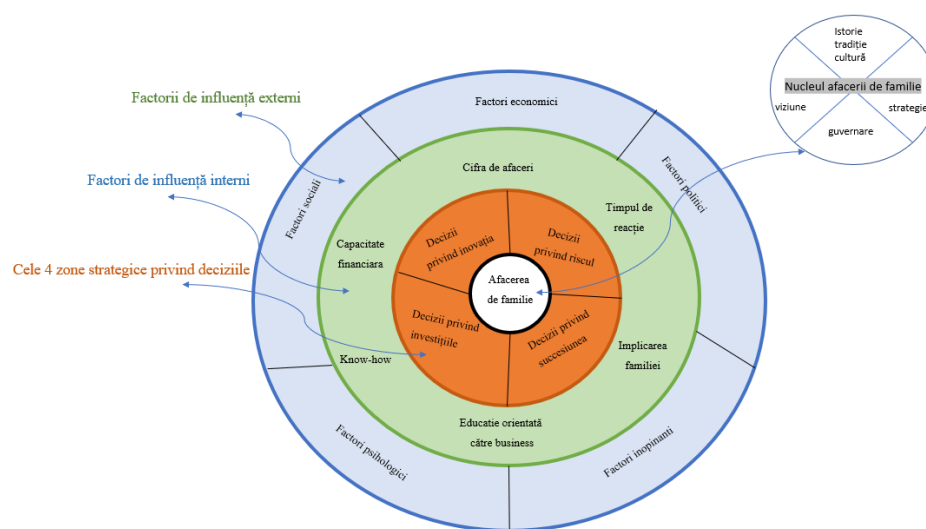 Istorie
tradiție
cultură
Nucleul afacerii de familie
viziune
strategie
guvernare
Factorii de influență externi
Factori de influență interni
Cele 4 zone strategice privind deciziile
Factori economici
Factori politici
Factori sociali
Factori psihologici
Factori inopinanti
Cifra de afaceri
Timpul de
reacție
Capacitate
financiara
Know-how
Implicarea
familiei
Educatie orientată
către business
Decizii
privind inovația
Decizii
privind riscul
Decizii privind
investițiile
Decizii privind
succesiunea
Afacerea
de familie